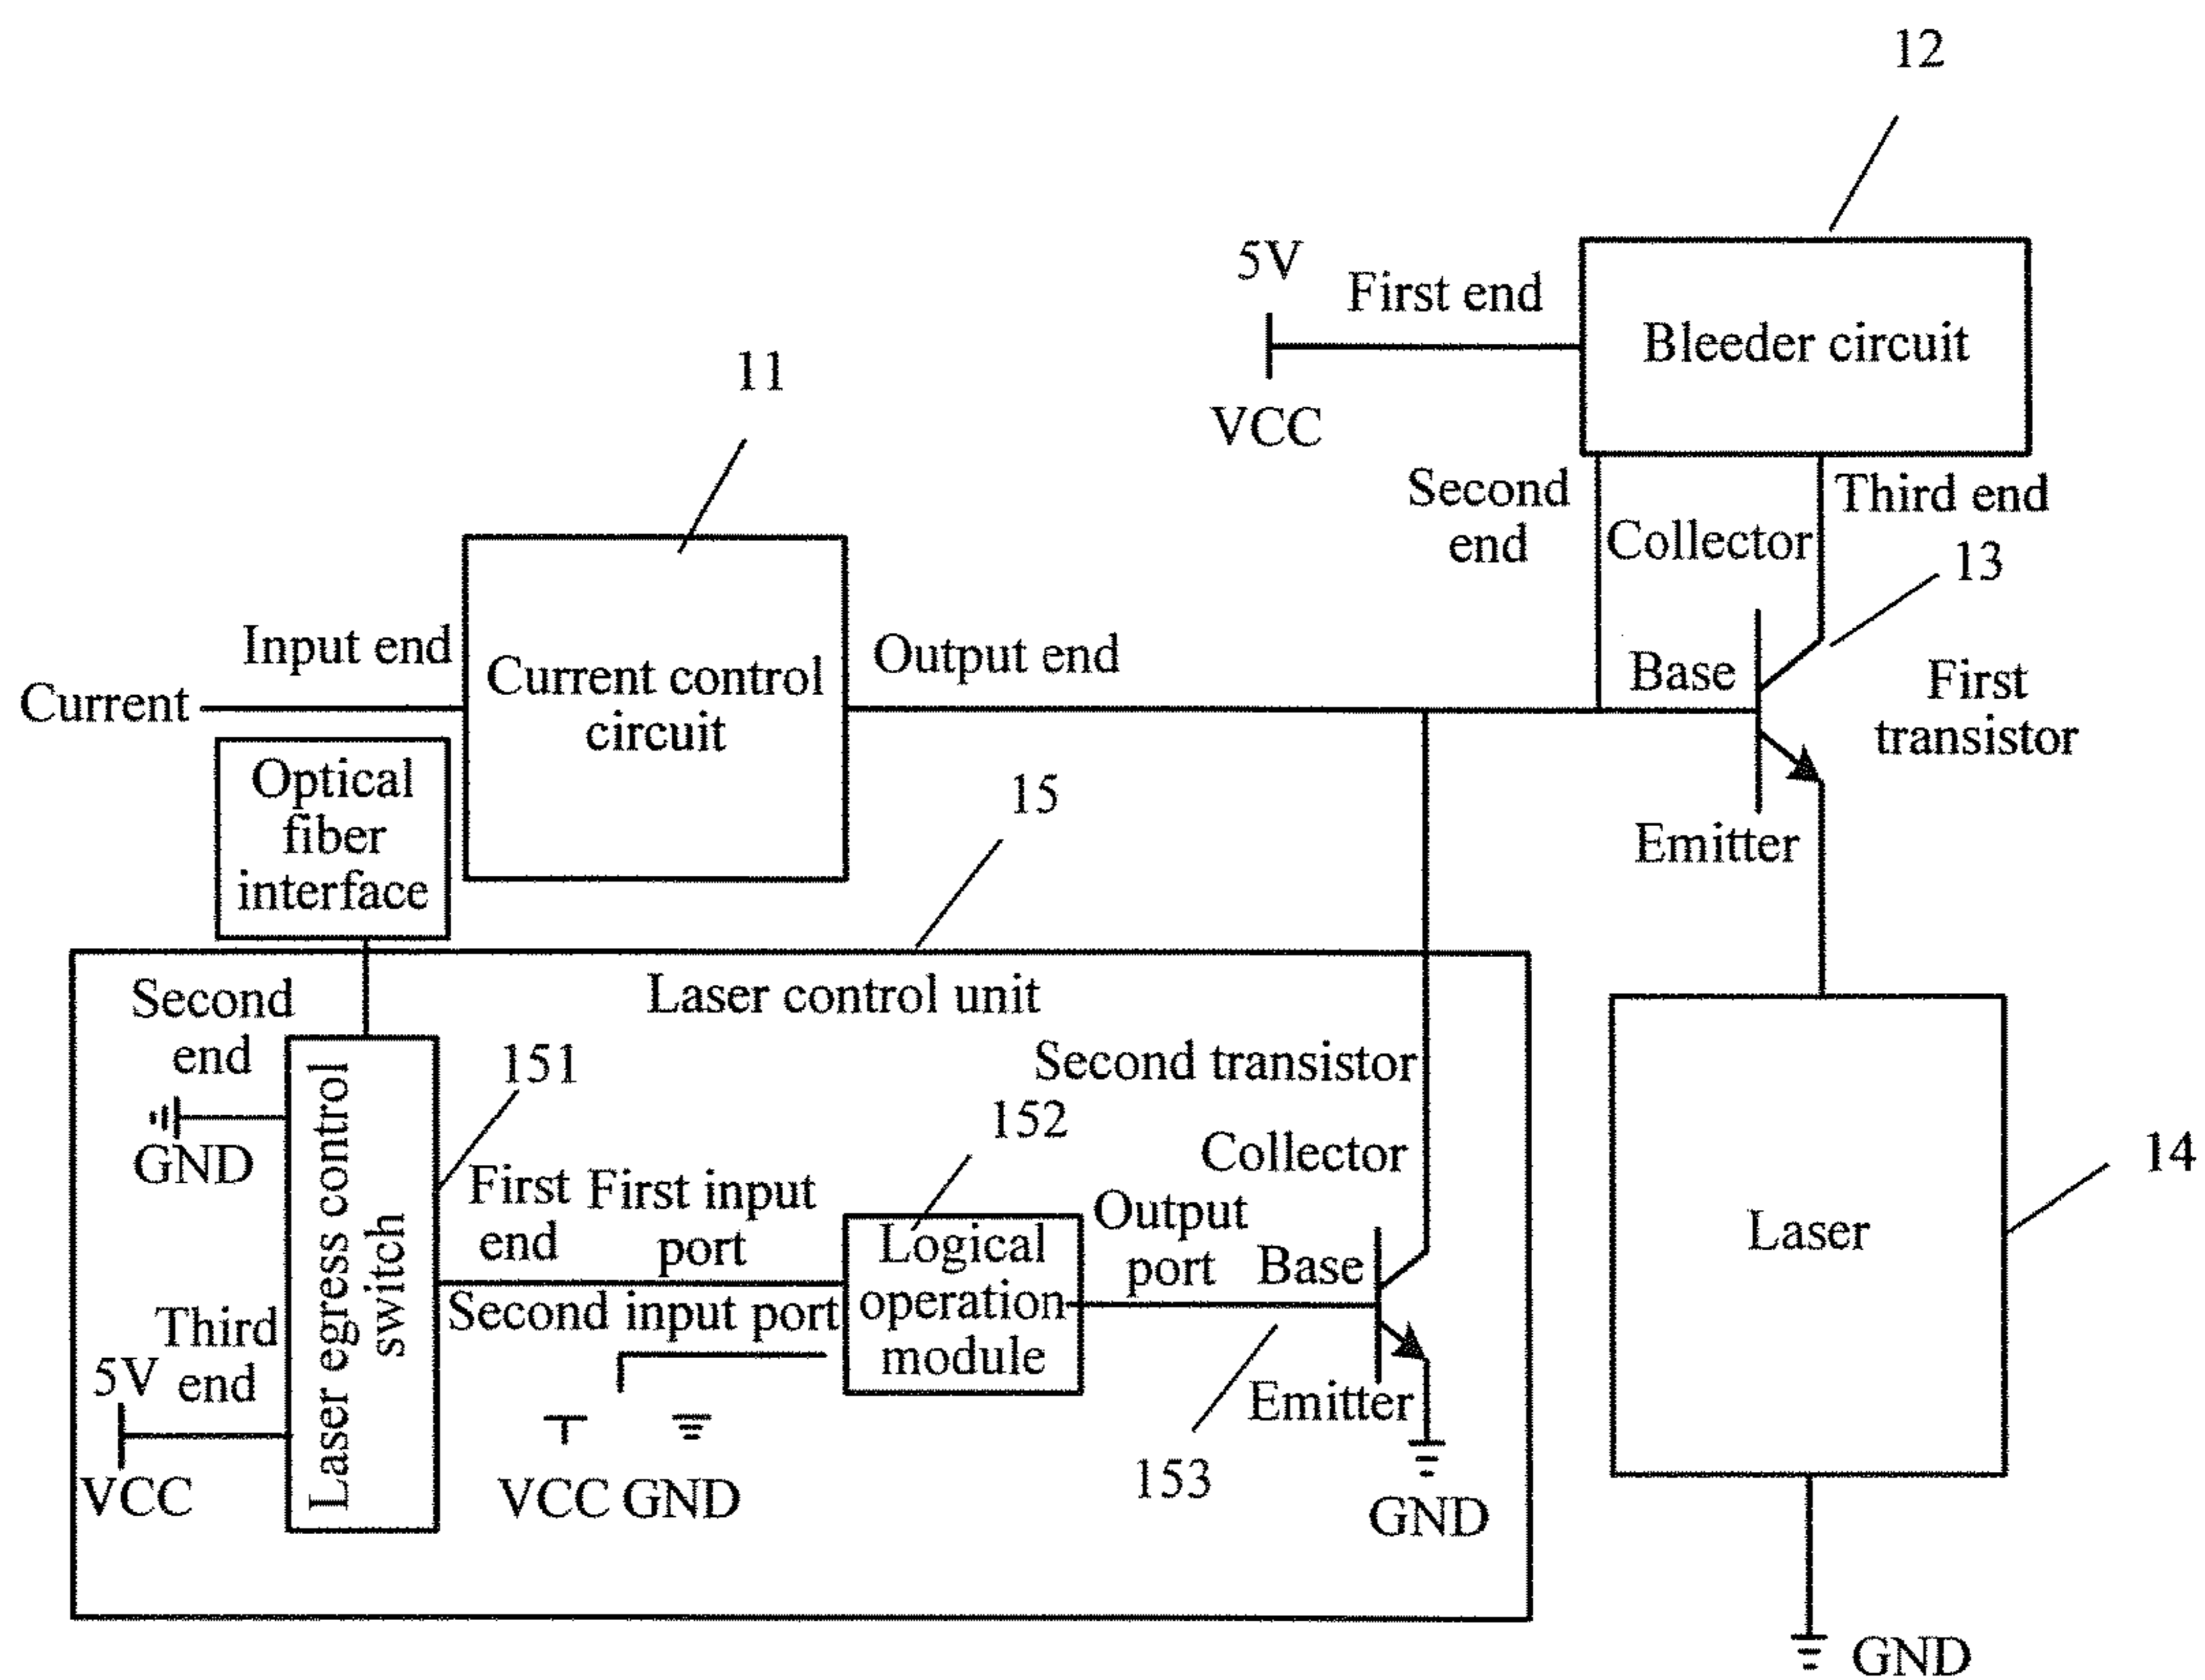 12
5V
First end
Bleeder circuit
VCC
11
Second
end
Third end
Collector
13
Input end
Current
Current control
circuit
Output end
Base
First
transistor
Optical
fiber
interface
15
Emitter
Second
end
Laser control unit
GND
151
Second transistor
152
Collector
14
Laser egress control
switch
First
end
First input
port
Logical
operation
module
Output
port
Base
Laser
Second input port
Third
end
5V
VCC
VCC
GND
Emitter
153
GND
GND